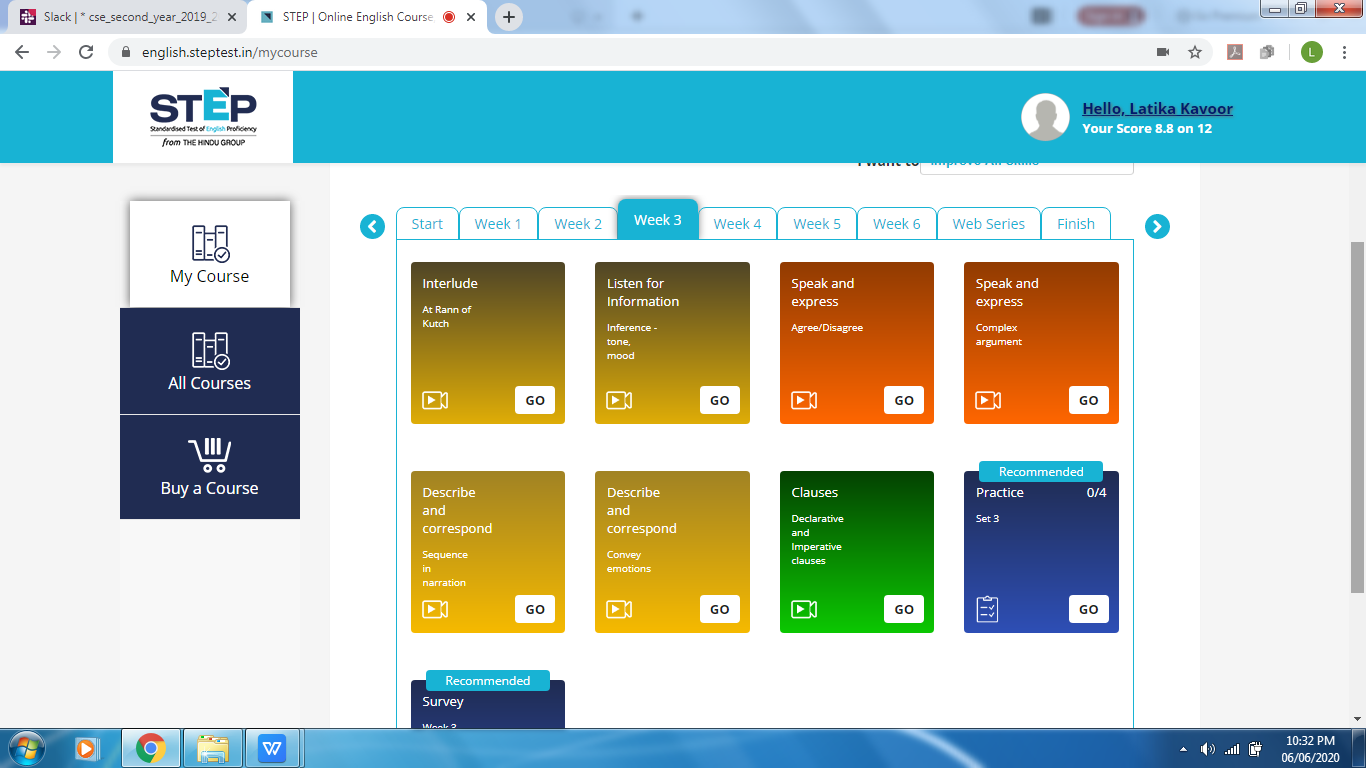 Slack | * cse_second_year_2019_2
STEP | Online English Course
english.steptest.in/mycourse
L
STEP
Standardised Test of English Proficiency
from THE HINDU GROUP
Hello, Latika Kavoor
Your Score 8.8 on 12
I want to
My Course
All Courses
Buy a Course
Start
Week 1
Week 2
Week 3
Week 4
Week 5
Week 6
Web Series
Finish
Interlude
At Rann of
Kutch
GO
Listen for
Information
Inference -
tone,
mood
GO
Speak and
express
Agree/Disagree
GO
Speak and
express
Complex
argument
GO
Describe
and
correspond
Sequence
in
narration
GO
Describe
and
correspond
Convey
emotions
GO
Clauses
Declarative
and
Imperative
clauses
GO
Recommended
Practice 0/4
Set 3
GO
Recommended
Survey
Week 3
10:32 PM
06/06/2020